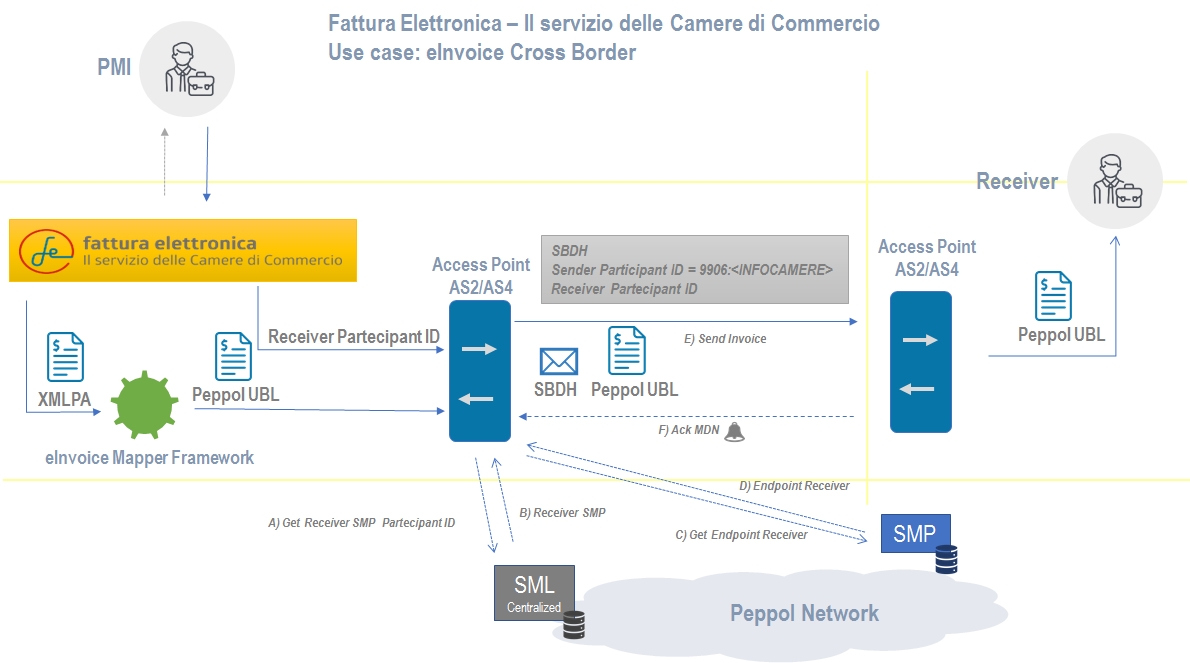 Fattura Elettronica – Il servizio delle Camere di Commercio
Use case: eInvoice Cross Border
PMI
Receiver
fe
fattura elettronica
Il servizio delle Camere di Commercio
Access Point
AS2/AS4
SBDH
Sender Participant ID = 9906:<INFOCAMERE>
Receiver Partecipant ID
Access Point
AS2/AS4
Receiver Partecipant ID
E) Send Invoice
Peppol UBL
XMLPA
Peppol UBL
SBDH
Peppol UBL
F) Ack MDN
eInvoice Mapper Framework
D) Endpoint Receiver
A) Get Receiver SMP Partecipant ID
B) Receiver SMP
C) Get Endpoint Receiver
SMP
SML
Centralized
Peppol Network